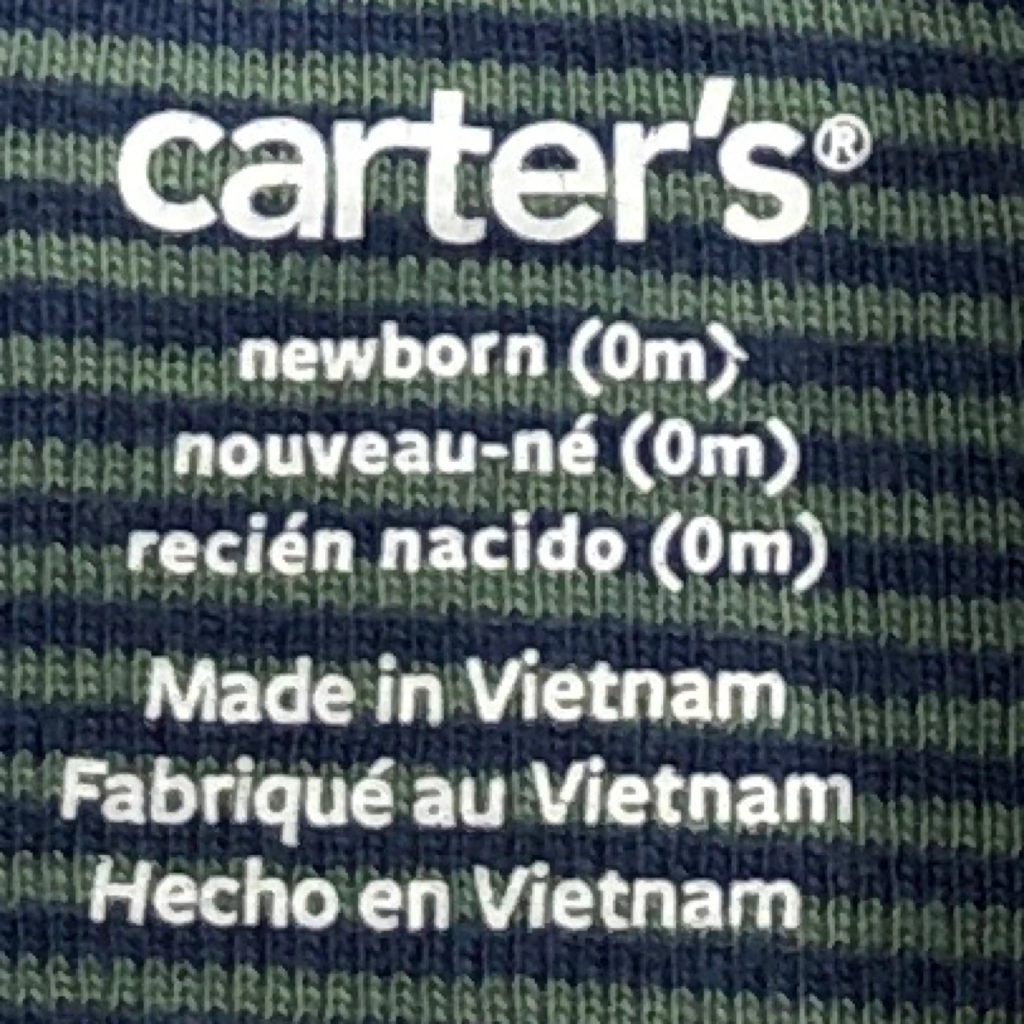 carter's®
newborn (0m)
nouveau-né (0m)
recién nacido (0m)
Made in Vietnam
Fabriqué au Vietnam
Hecho en Vietnam